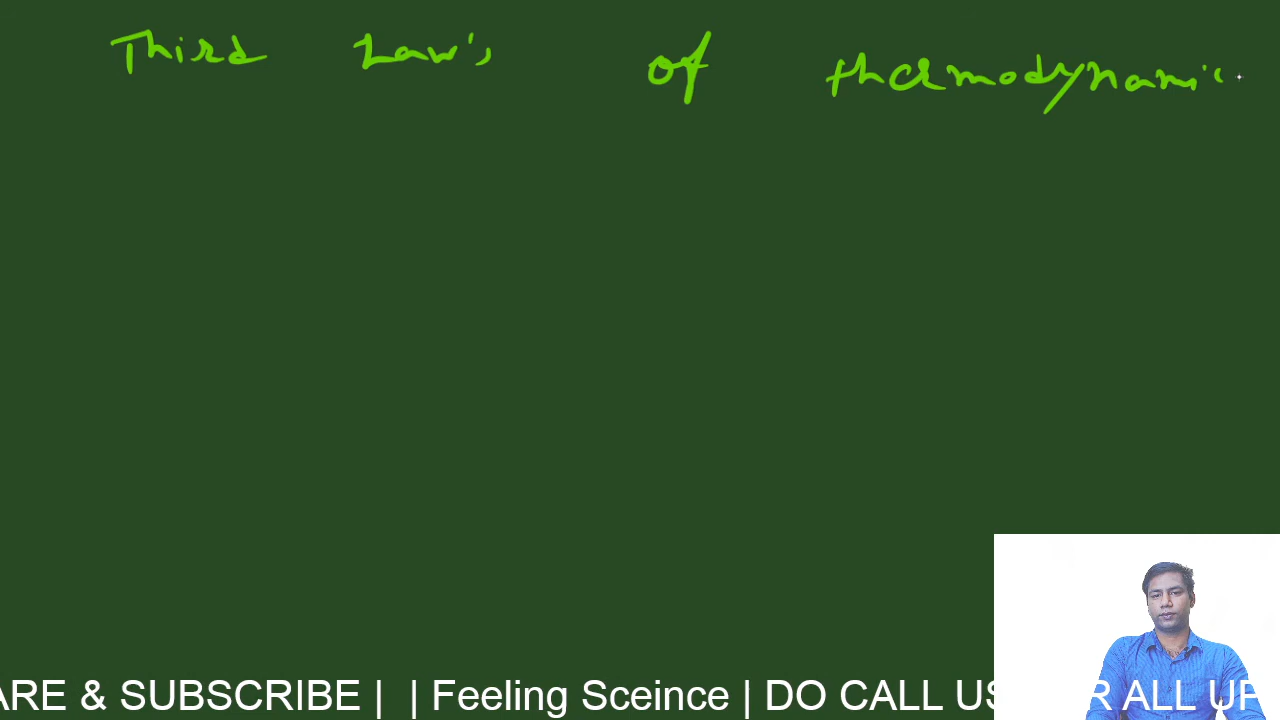 Third Law's of thermodynamic
ARE & SUBSCRIBE | | Feeling Sceince | DO CALL US R ALL UP